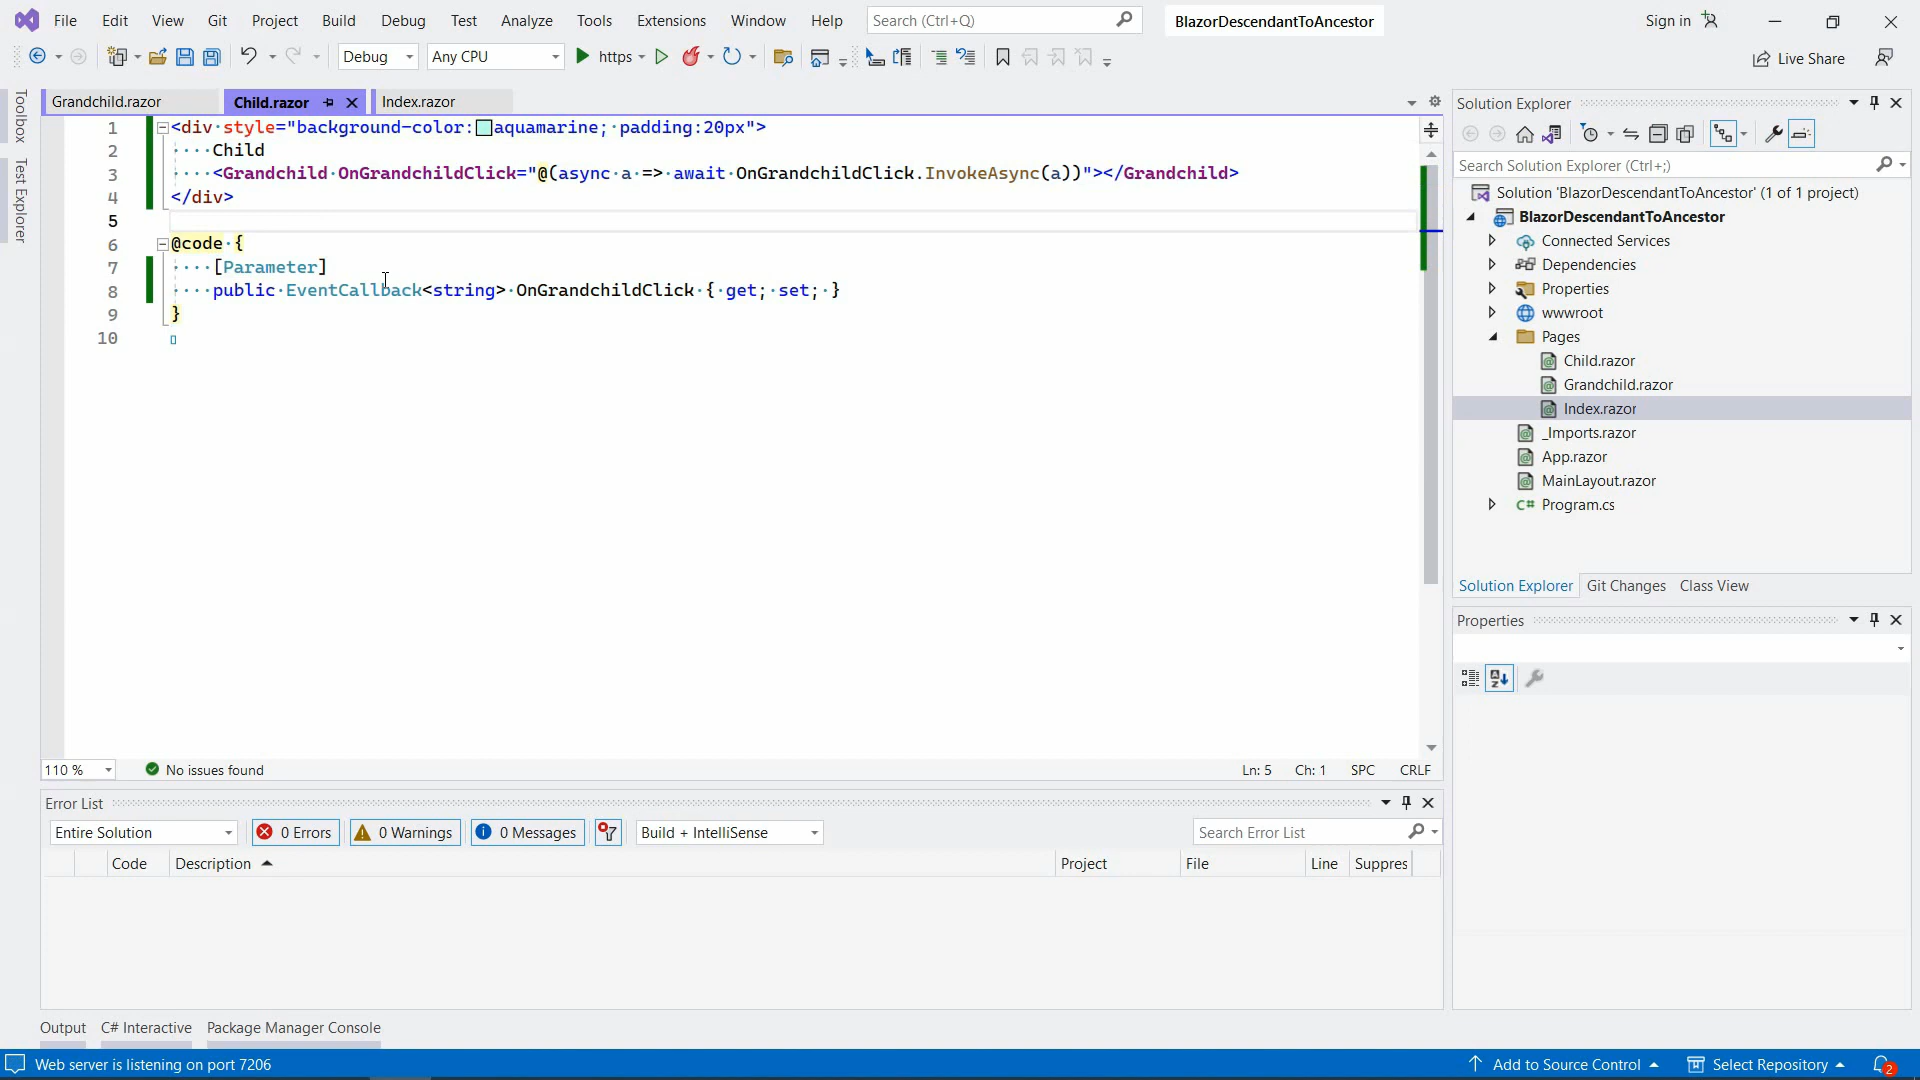 File Edit View Git Project Build Debug Test Analyze Tools Extensions Window Help Search (Ctrl+Q) BlazorDescendantToAncestor Sign in
Debug Any CPU https Live Share
Toolbox
Test Explorer
Grandchild.razor Child.razor Index.razor
1 <div style="background-color:aquamarine; padding:20px">
2 Child
3 <Grandchild OnGrandchildClick="@(async a => await OnGrandchildClick.InvokeAsync(a))"></Grandchild>
4 </div>
5
6 @code {
7 [Parameter]
8 public EventCallback<string> OnGrandchildClick { get; set; }
9 }
10
110 % No issues found Ln: 5 Ch: 1 SPC CRLF
Error List
Entire Solution 0 Errors 0 Warnings 0 Messages Build + IntelliSense Search Error List
Code Description Project File Line Suppres
Output C# Interactive Package Manager Console
Solution Explorer
Search Solution Explorer (Ctrl+;)
Solution 'BlazorDescendantToAncestor' (1 of 1 project)
BlazorDescendantToAncestor
Connected Services
Dependencies
Properties
wwwroot
Pages
Child.razor
Grandchild.razor
Index.razor
_Imports.razor
App.razor
MainLayout.razor
C# Program.cs
Solution Explorer Git Changes Class View
Properties
Web server is listening on port 7206 Add to Source Control Select Repository 2